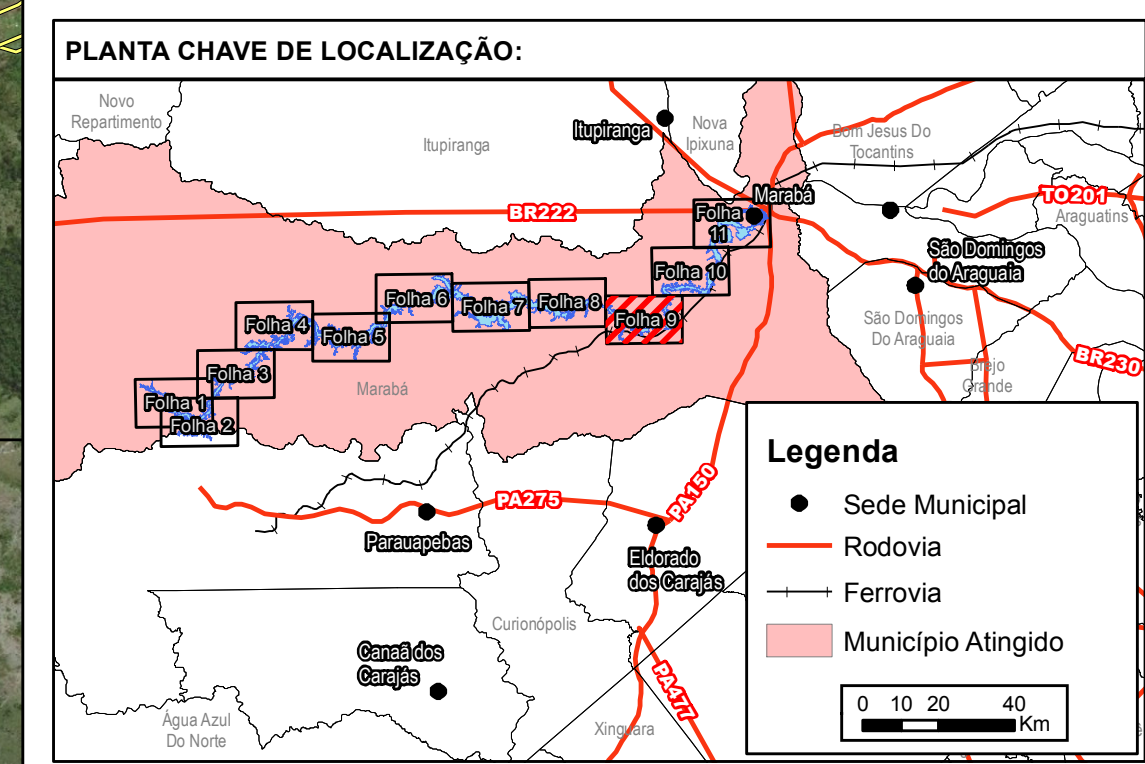 PLANTA CHAVE DE LOCALIZAÇÃO:
Novo
Repartimento
Itupiranga
Itupiranga
Nova
Ipixuna
Bom Jesus Do
Tocantins
Marabá
BR222
TO201
Araguatins
Folha
11
São Domingos
do Araguaia
Folha 10
Folha 6
Folha 7
Folha 8
Folha 9
Folha 4
Folha 5
São Domingos
Do Araguaia
BR230
Brejo
Grande
Folha 3
Marabá
Folha 1
Folha 2
PA275
PA150
Parauapebas
Eldorado
dos Carajás
Curionópolis
Canaã dos
Carajás
PA477
Água Azul
Do Norte
Xinguara
Legenda
Sede Municipal
Rodovia
Ferrovia
Município Atingido
0 10 20 40
Km